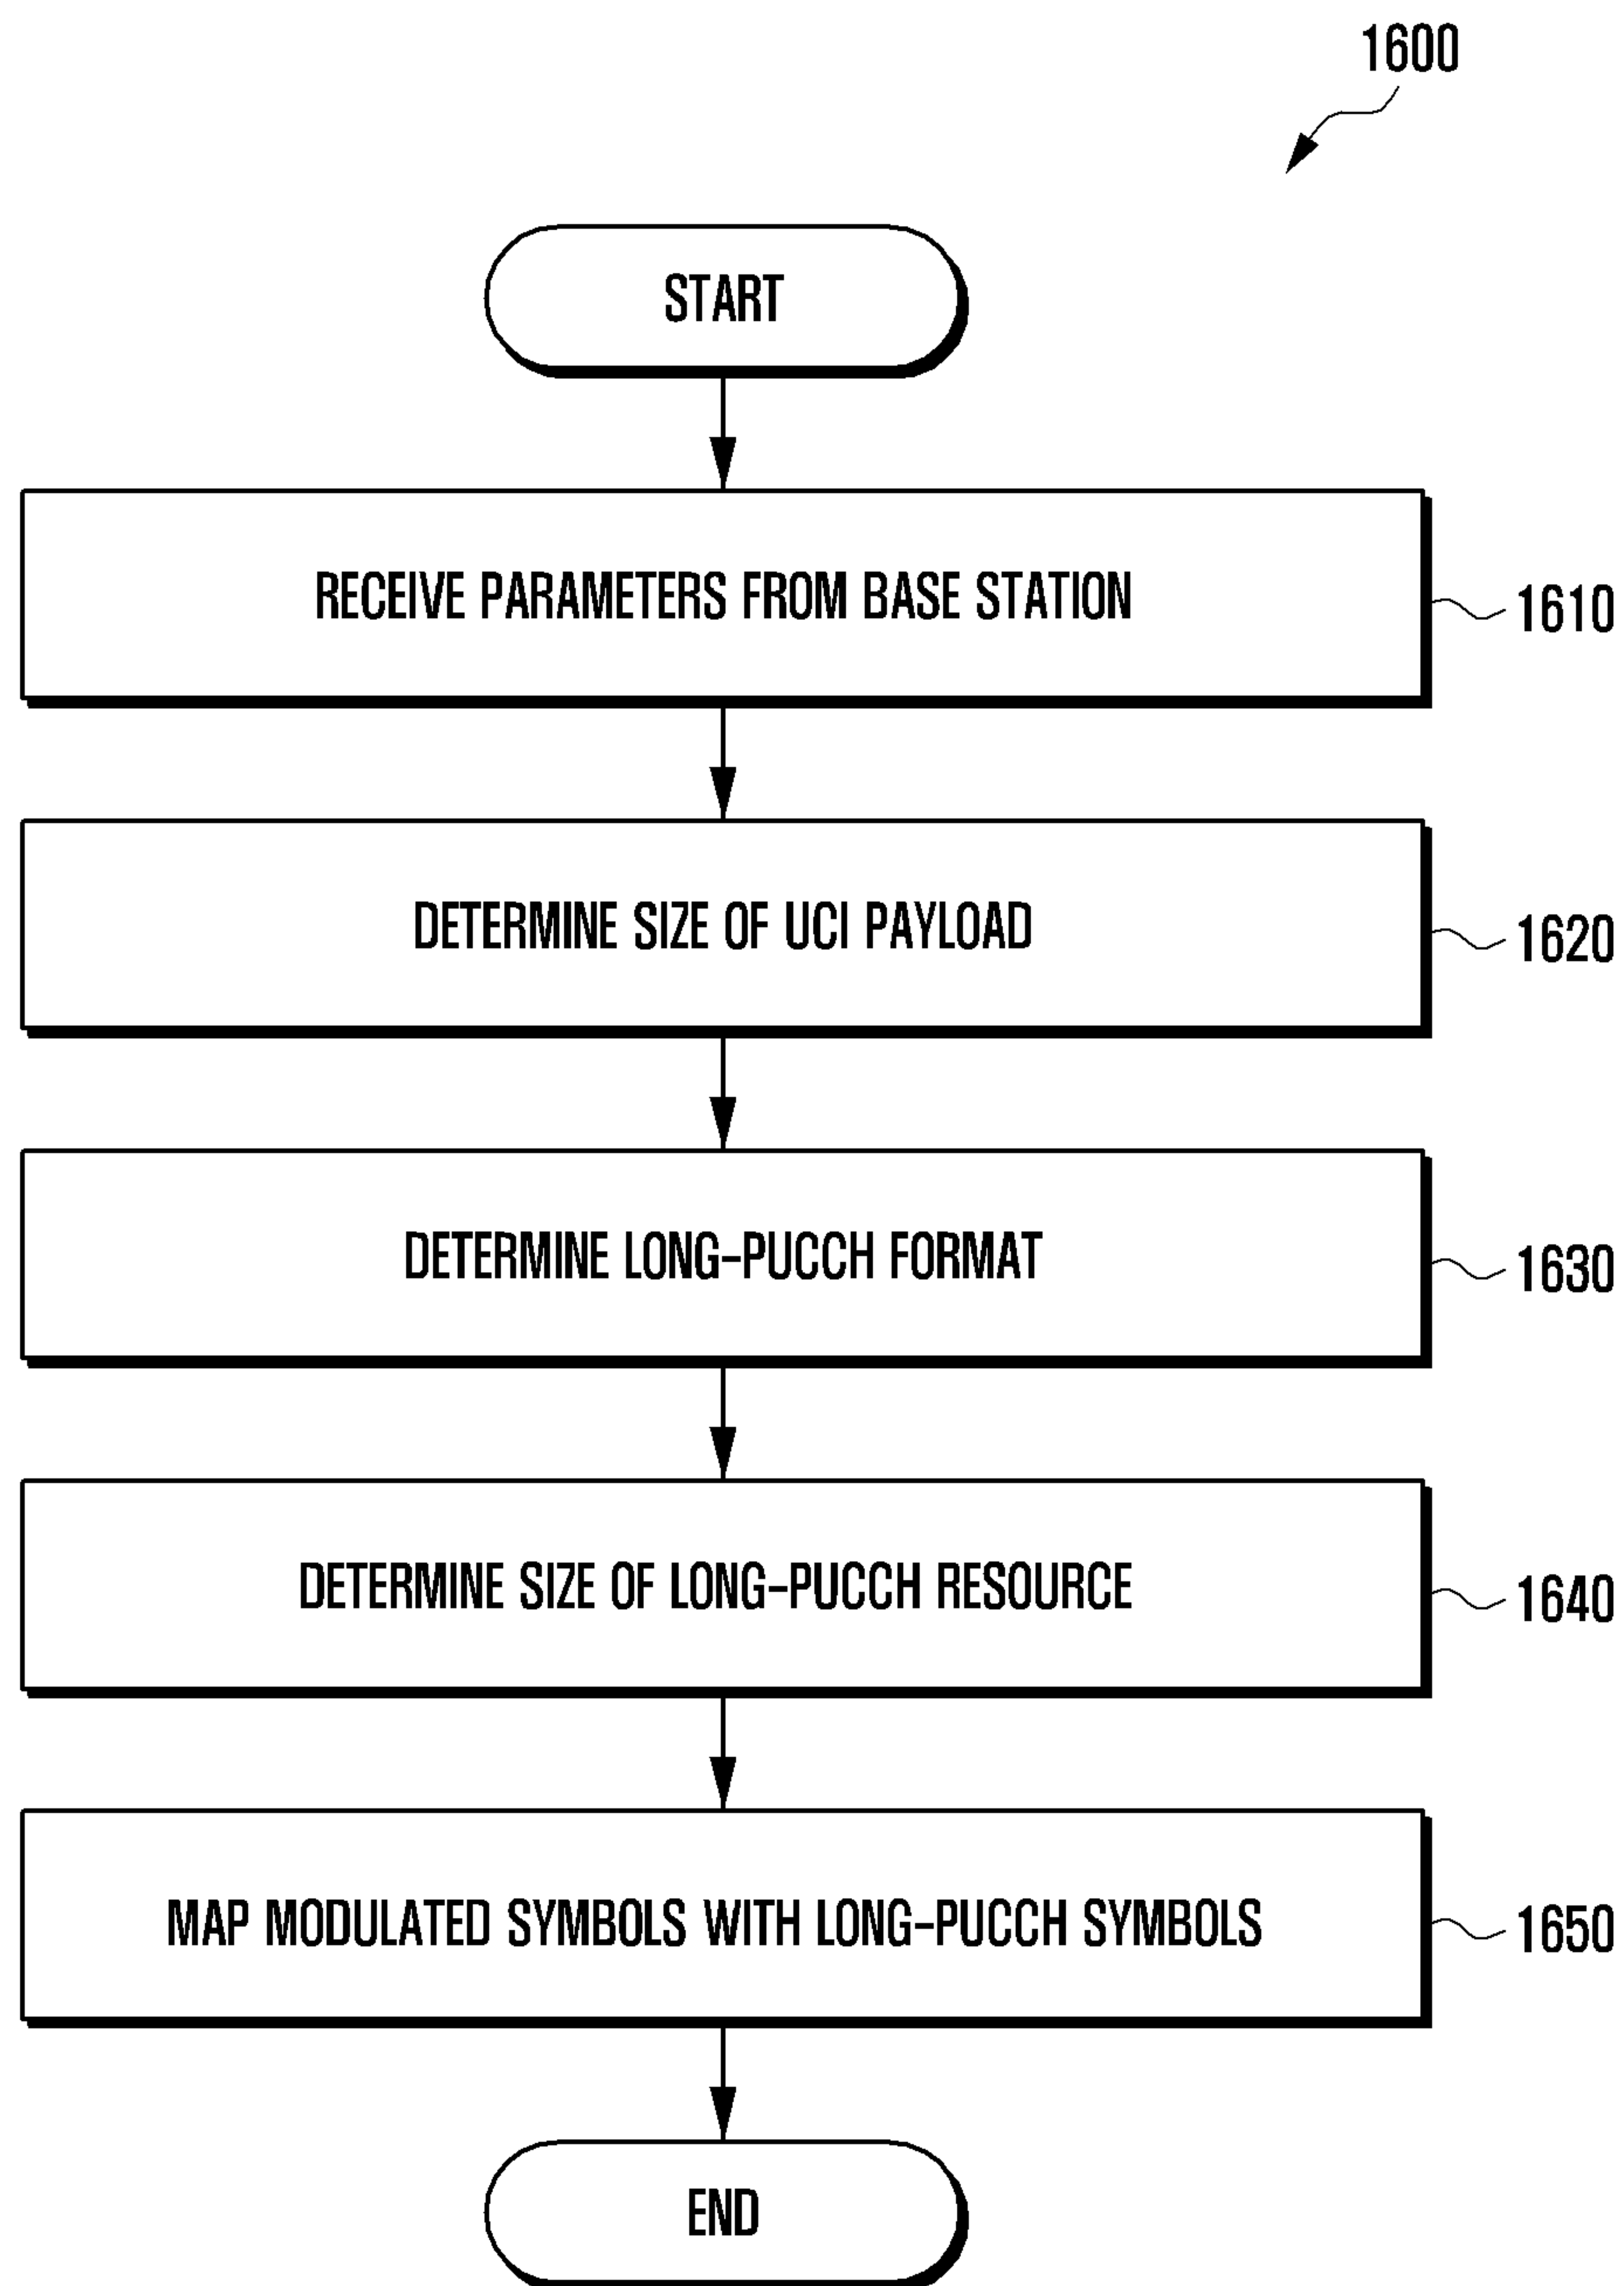 1600
START
RECEIVE PARAMETERS FROM BASE STATION
1610
DETERMINE SIZE OF UCI PAYLOAD
1620
DETERMINE LONG-PUCCH FORMAT
1630
DETERMINE SIZE OF LONG-PUCCH RESOURCE
1640
MAP MODULATED SYMBOLS WITH LONG-PUCCH SYMBOLS
1650
END